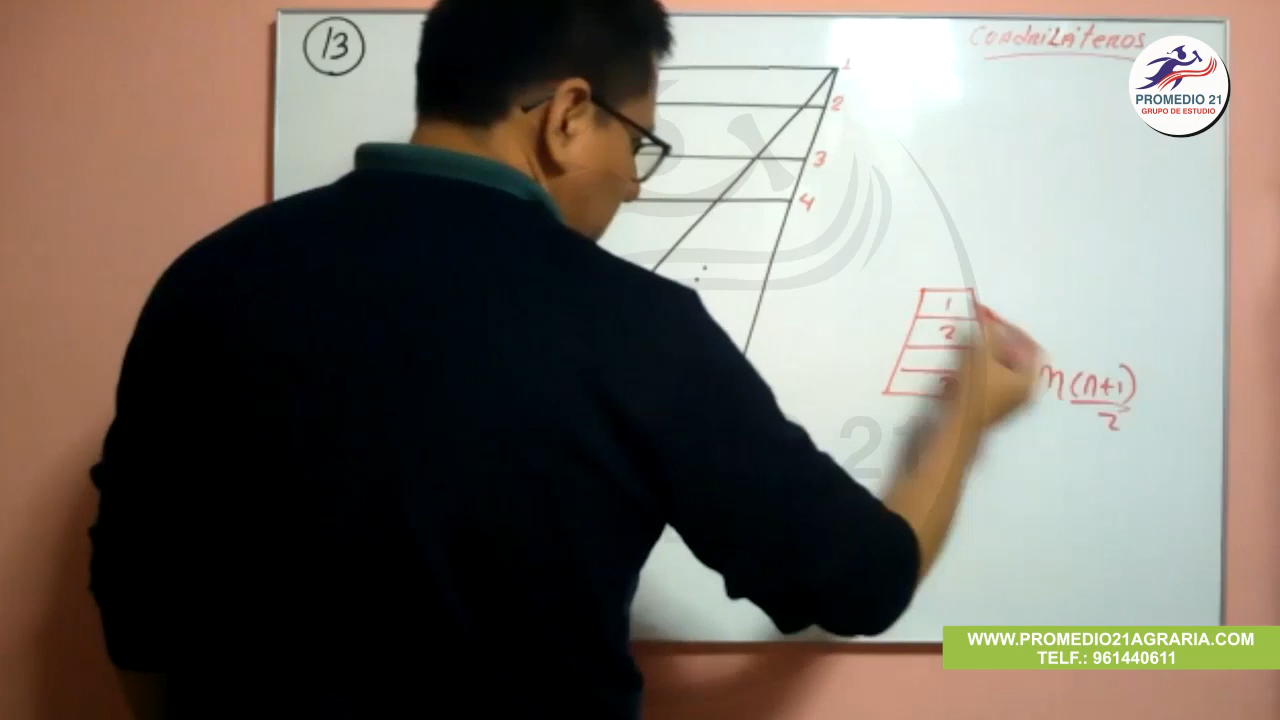 13
Cuadriláteros
PROMEDIO 21
GRUPO DE ESTUDIO
1
2
3
4
1
2
n(n+1)
2
21
WWW.PROMEDIO21AGRARIA.COM
TELF.: 961440611